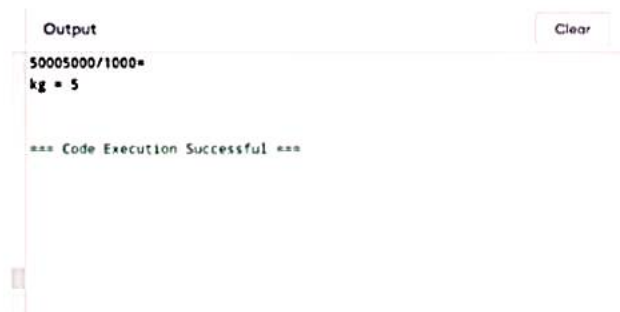 Output
Clear
50005000/1000=
kg = 5
=== Code Execution Successful ===